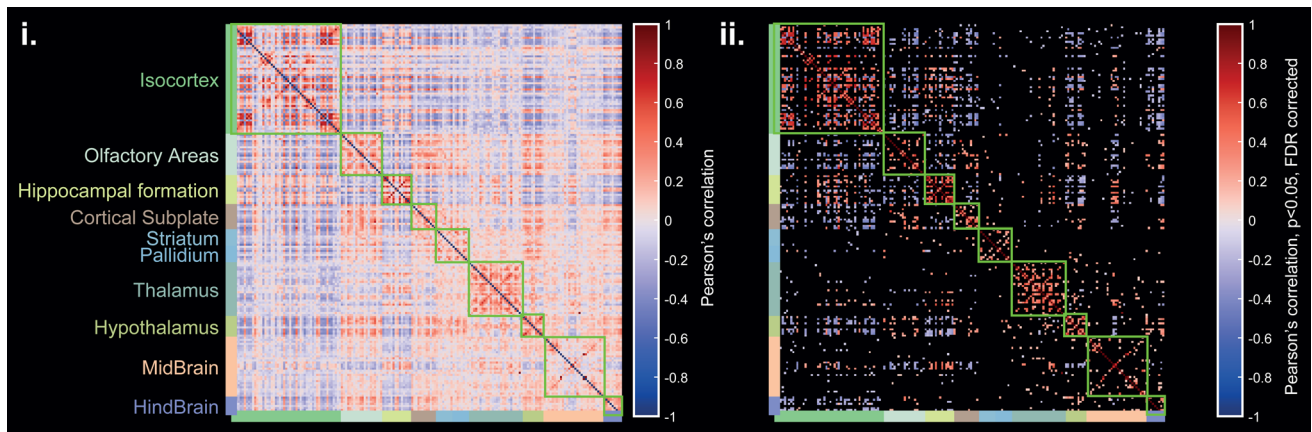 i.
Isocortex
Olfactory Areas
Hippocampal formation
Cortical Subplate
Striatum
Pallidium
Thalamus
Hypothalamus
MidBrain
HindBrain
1
0.8
0.6
0.4
0.2
0
-0.2
-0.4
-0.6
-0.8
-1
Pearson's correlation
ii.
1
0.8
0.6
0.4
0.2
0
-0.2
-0.4
-0.6
-0.8
-1
Pearson's correlation, p<0.05, FDR corrected